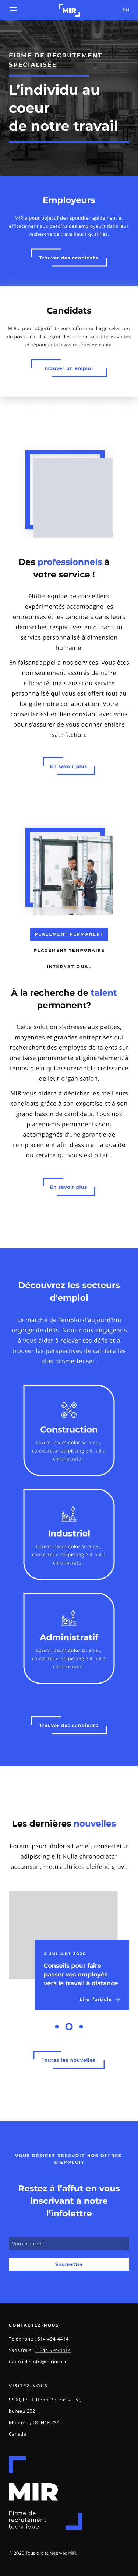 MIR
EN
FIRME DE RECRUTEMENT
SPÉCIALISÉE
L'individu au
coeur
de notre travail
Employeurs
MIR a pour objectif de répondre rapidement et
efficacement aux besoins des employeurs dans leur
recherche de travailleurs qualifiés.
Trouver des candidats
Candidats
MIR a pour objectif de vous offrir une large sélection
de poste afin d'intégrer des entreprises intéressantes
et répondant à vos critères de choix.
Trouver un emploi
Des professionnels à
votre service !
Notre équipe de conseillers
expérimentés accompagne les
entreprises et les candidats dans leurs
démarches respectives en offrant un
service personnalisé à dimension
humaine.
En faisant appel à nos services, vous êtes
non seulement assurés de notre
efficacité, mais aussi du service
personnalisé qui vous est offert tout au
long de notre collaboration. Votre
conseiller est en lien constant avec vous
pour s'assurer de vous donner entière
satisfaction.
En savoir plus
PLACEMENT PERMANENT
PLACEMENT TEMPORAIRE
INTERNATIONAL
À la recherche de talent
permanent?
Cette solution s'adresse aux petites,
moyennes et grandes entreprises qui
recherchent des employés de talent sur
une base permanente, généralement à
temps plein qui assureront la croissance
de leur organisation.
MIR vous aidera à dénicher les meilleurs
candidats grâce à son expertise et à son
grand bassin de candidats. Tous nos
placements permanents sont
accompagnés d'une garantie de
remplacement afin d'assurer la qualité
du service qui vous est offert.
En savoir plus
Découvrez les secteurs
d'emploi
Le marché de l'emploi d'aujourd'hui
regorge de défis. Nous nous engageons
à vous aider à relever ces défis et à
trouver les perspectives de carrière les
plus prometteuses.
Construction
Lorem ipsum dolor sit amet,
consectetur adipiscing elit nulla
chronocrator.
Industriel
Lorem ipsum dolor sit amet,
consectetur adipiscing elit nulla
chronocrator.
Administratif
Lorem ipsum dolor sit amet,
consectetur adipiscing elit nulla
chronocrator.
Trouver des candidats
Les dernières nouvelles
Lorem ipsum dolor sit amet, consectetur
adipiscing elit Nulla chronocrator
accumsan, metus ultrices eleifend gravi.
4 JUILLET 2020
Conseils pour faire
passer vos employés
vers le travail à distance
Lire l'article
Toutes les nouvelles
VOUS DÉSIREZ RECEVOIR NOS OFFRES
D'EMPLOIT
Restez à l'affut en vous
inscrivant à notre
l'infolettre
Votre courriel
Soumettre
CONTACTEZ-NOUS
Téléphone : 514 494-4414
Sans frais : 1 844 994-4414
Courriel : info@mirinc.ca
VISITEZ-NOUS
9590, boul. Henri-Bourassa Est,
bureau 202
Montréal, QC H1E 2S4
Canada
MIR
Firme de
recrutement
technique
© 2020 Tous droits réservés MIR.